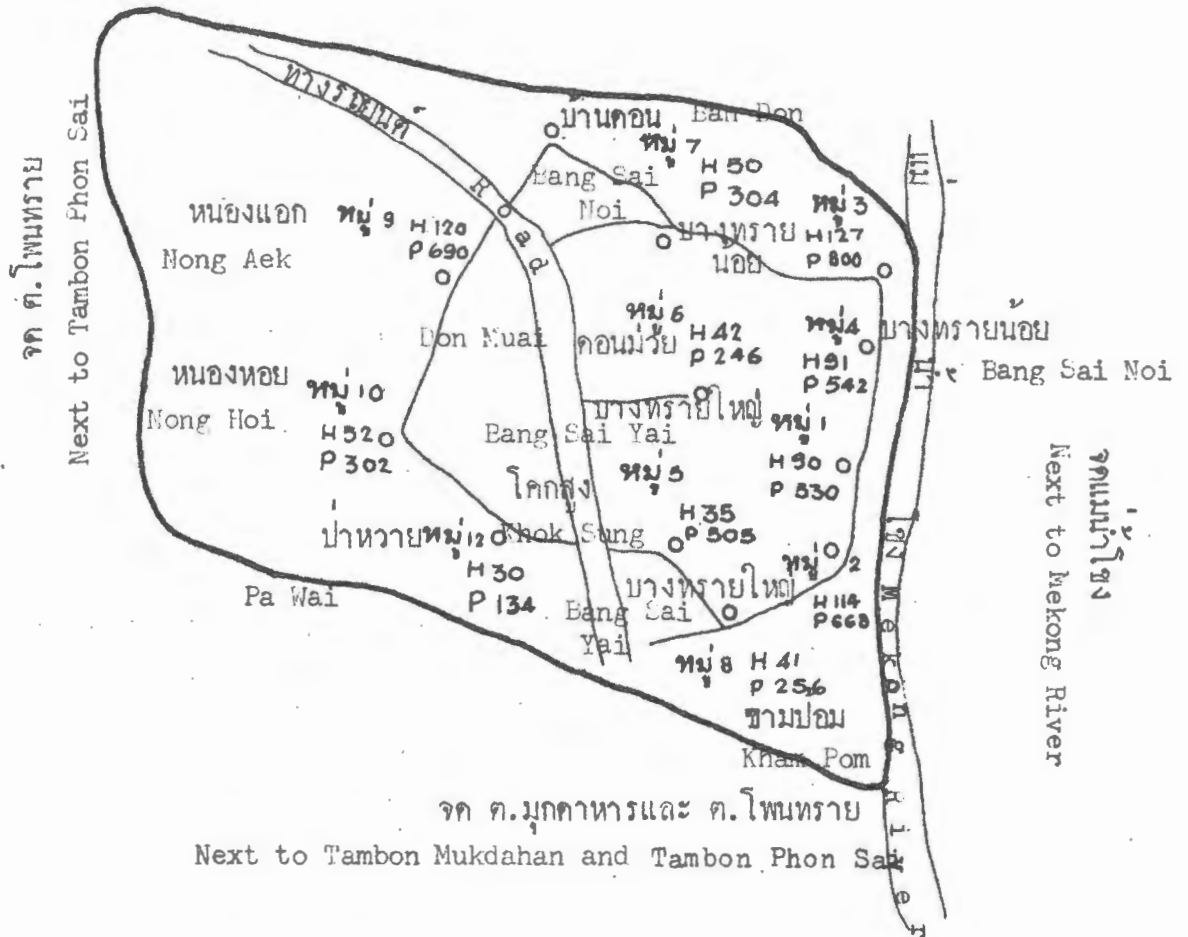 ทางรถยนต์
Road
บ้านดอน
Ban Don
หมู่ 7
H 50
P 304
Bang Sai
Noi
บางทราย
น้อย
หมู่ 3
H 127
P 800
แม่
น้ำ
โขง
Mekong River
จด ต.โพนทราย
Next to Tambon Phon Sai
หนองแอก
Nong Aek
หมู่ 9
H 120
P 690
Don Muai
หมู่ 6
ดอนม่วย
H 42
P 246
หมู่ 4
H 91
P 542
บางทรายน้อย
Bang Sai Noi
หนองหอย
Nong Hoi
หมู่ 10
H 52
P 302
บางทรายใหญ่
Bang Sai Yai
หมู่ 1
H 90
P 530
โคกสูง
Khok Sung
หมู่ 5
H 35
P 505
จดแม่น้ำโขง
Next to Mekong River
ป่าหวาย
Pa Wai
หมู่ 12
H 30
P 134
บางทรายใหญ่
Bang Sai
Yai
หมู่ 2
H 114
P 668
หมู่ 8
H 41
P 256
ขามปอม
Kham Pom
จด ต.มุกดาหารและ ต.โพนทราย
Next to Tambon Mukdahan and Tambon Phon Sai